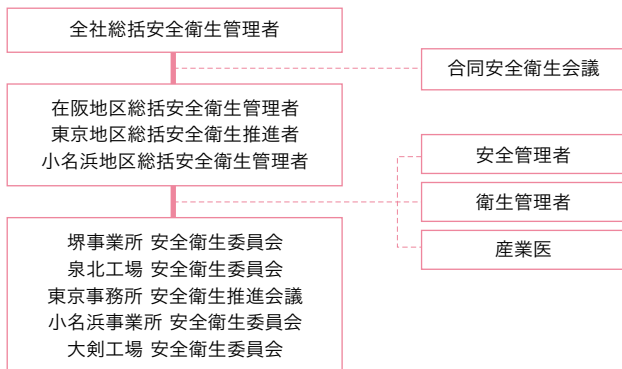 全社総括安全衛生管理者
合同安全衛生会議
在阪地区総括安全衛生管理者
東京地区総括安全衛生推進者
小名浜地区総括安全衛生管理者
安全管理者
衛生管理者
産業医
堺事業所 安全衛生委員会
泉北工場 安全衛生委員会
東京事務所 安全衛生推進会議
小名浜事業所 安全衛生委員会
大剣工場 安全衛生委員会